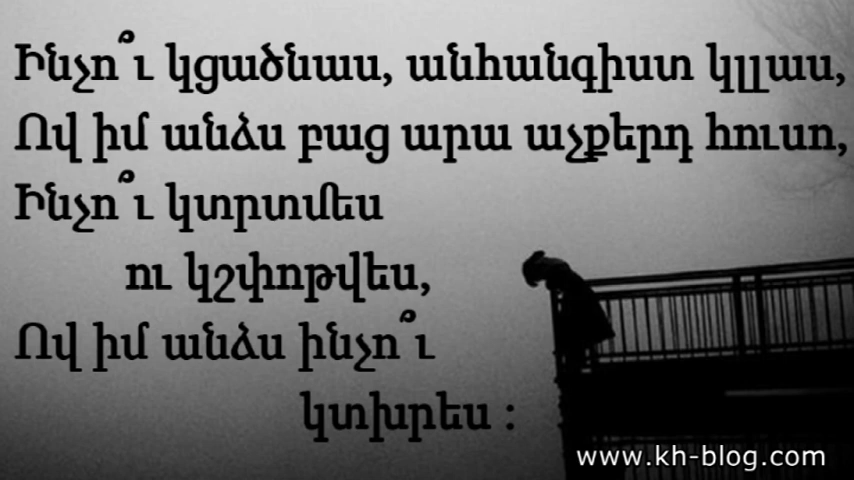 Ինչո՞ւ կցածնաս, անհանգիստ կլլաս,
Ով իմ անձս բաց արա աչքերդ հուսո,
Ինչո՞ւ կտրտմես
ու կշփոթվես,
Ով իմ անձս ինչո՞ւ
կտխրես :
www.kh-blog.com